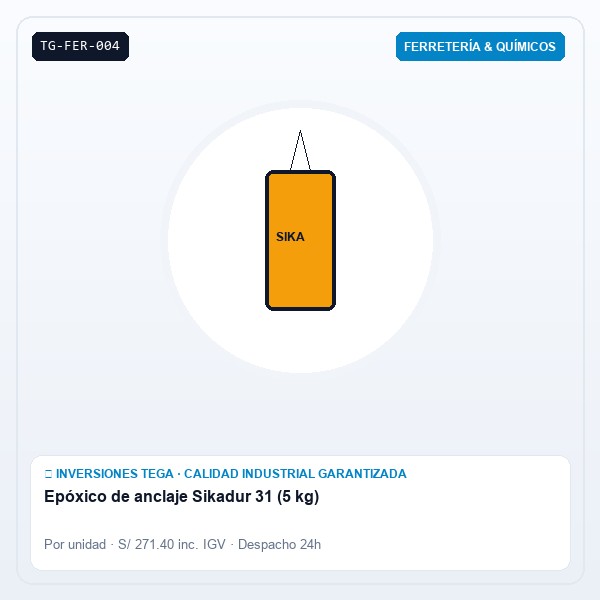 TG-FER-004
FERRETERÍA & QUÍMICOS
SIKA
INVERSIONES TEGA · CALIDAD INDUSTRIAL GARANTIZADA
Epóxico de anclaje Sikadur 31 (5 kg)
Por unidad · S/ 271.40 inc. IGV · Despacho 24h